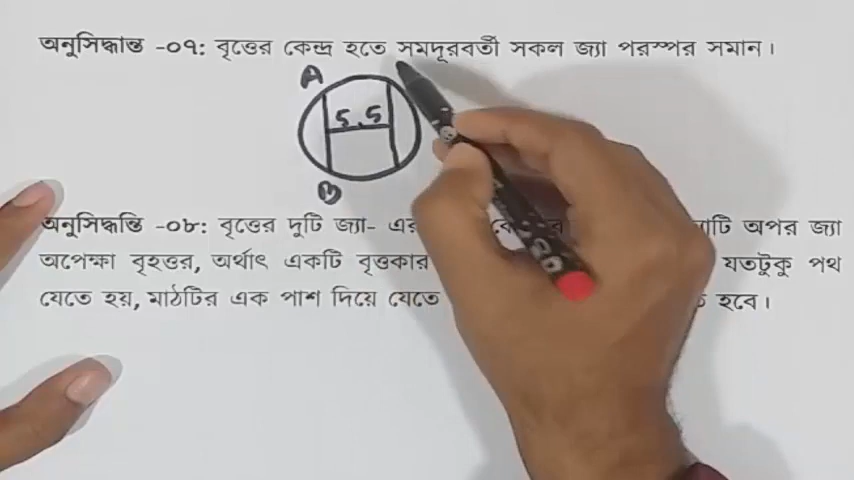 অনুসিদ্ধান্ত -০৭: বৃত্তের কেন্দ্র হতে সমদূরবর্তী সকল জ্যা পরস্পর সমান।
A
5 . 5
B
অনুসিদ্ধান্তি -০৮: বৃত্তের দুটি জ্যা- এর অপর জ্যা
অপেক্ষা বৃহত্তর, অর্থাৎ একটি বৃত্তকার যতটুকু পথ
যেতে হয়, মাঠটির এক পাশ দিয়ে যেতে হবে।